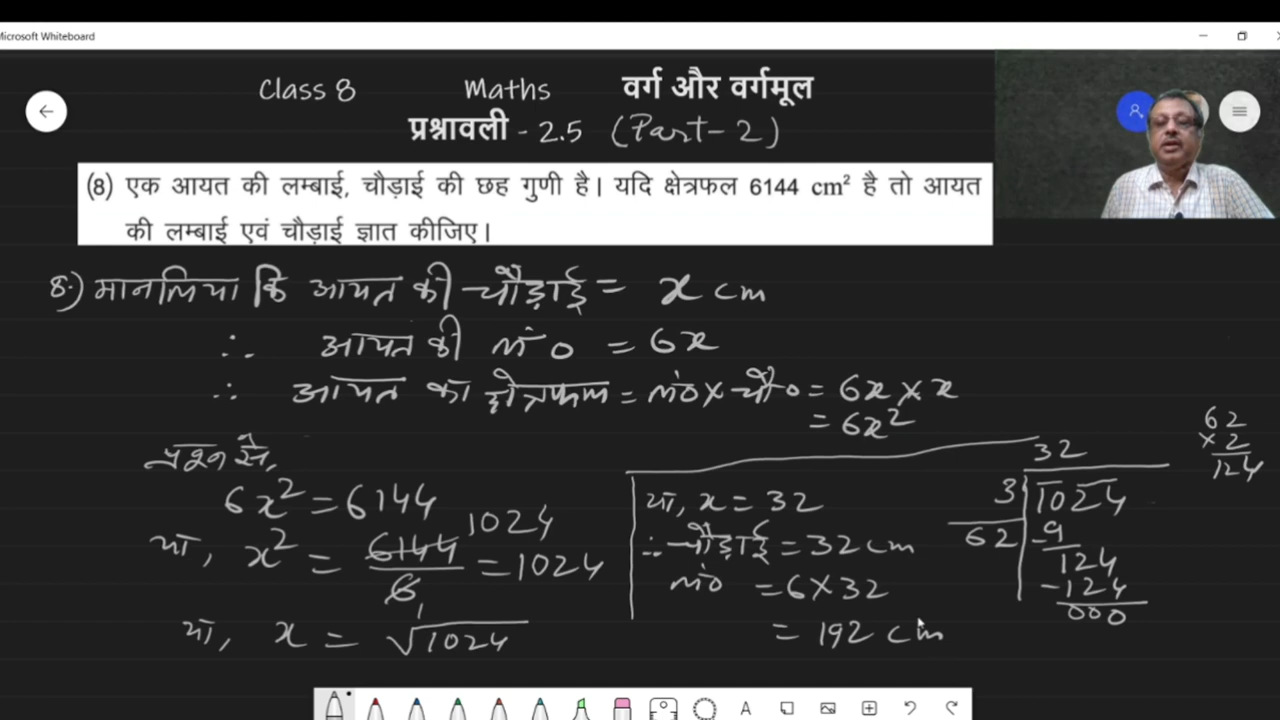 Microsoft Whiteboard
Class 8 Maths वर्ग और वर्गमूल
प्रश्नावली - 2.5 (Part-2)
(8) एक आयत की लम्बाई, चौड़ाई की छह गुणी है। यदि क्षेत्रफल 6144 cm² है तो आयत
की लम्बाई एवं चौड़ाई ज्ञात कीजिए।
8.) मानलिया कि आयत की चौड़ाई = x cm
∴ आयत की लं० = 6x
∴ आयत का क्षेत्रफल = लं० × चौ० = 6x × x
= 6x²
प्रश्न से,
6x² = 6144
या, x² = 6144/6 = 1024
1024
1
या, x = √1024
या, x = 32
∴ चौड़ाई = 32 cm
लं० = 6 × 32
= 192 cm
32
3 1024
62 -9
124
-124
000
62
× 2
124
A